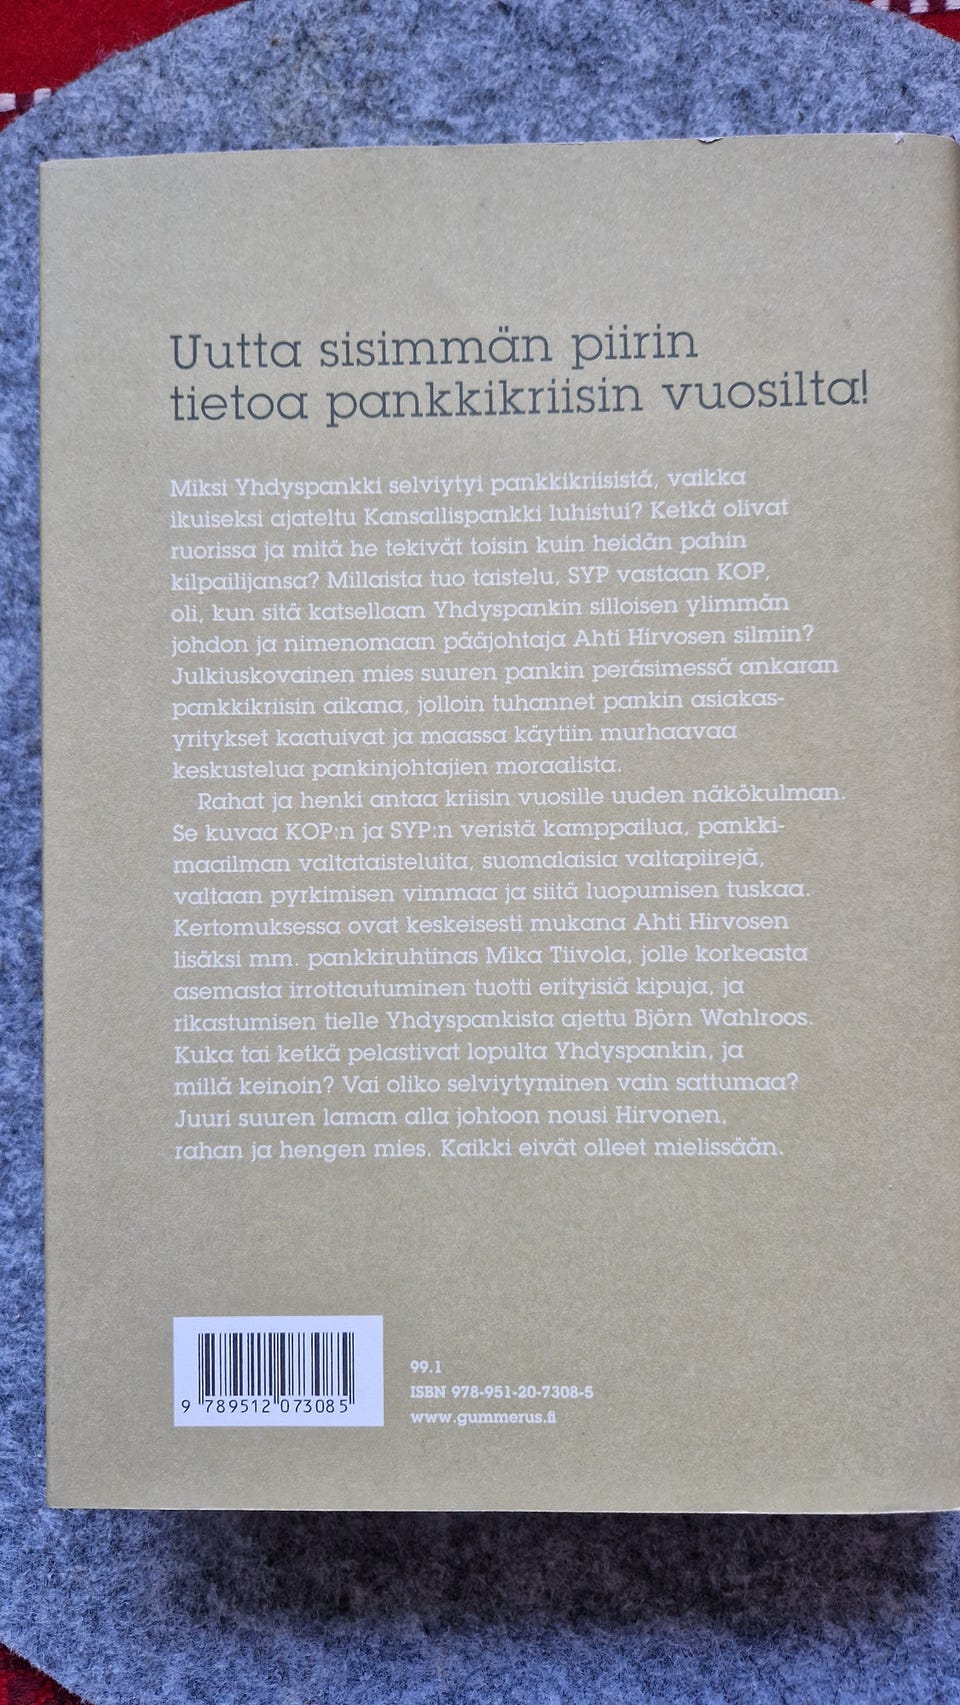 Uutta sisimmän piirin
tietoa pankkikriisin vuosilta!
Miksi Yhdyspankki selviytyi pankkikriisistä, vaikka
ikuiseksi ajateltu Kansallispankki luhistui? Ketkä olivat
ruorissa ja mitä he tekivät toisin kuin heidän pahin
kilpailijansa? Millaista tuo taistelu, SYP vastaan KOP,
oli, kun sitä katsellaan Yhdyspankin silloisen ylimmän
johdon ja nimenomaan pääjohtaja Ahti Hirvosen silmin?
Julkiuskovainen mies suuren pankin peräsimessä ankaran
pankkikriisin aikana, jolloin tuhannet pankin asiakas-
yritykset kaatuivat ja maassa käytiin murhaavaa
keskustelua pankinjohtajien moraalista.
Rahat ja henki antaa kriisin vuosille uuden näkökulman.
Se kuvaa KOP:n ja SYP:n veristä kamppailua, pankki-
maailman valtataisteluita, suomalaisia valtapiirejä,
valtaan pyrkimisen vimmaa ja siitä luopumisen tuskaa.
Kertomuksessa ovat keskeisesti mukana Ahti Hirvosen
lisäksi mm. pankkiruhtinas Mika Tiivola, jolle korkeasta
asemasta irrottautuminen tuotti erityisiä kipuja, ja
rikastumisen tielle Yhdyspankista ajettu Björn Wahlroos.
Kuka tai ketkä pelastivat lopulta Yhdyspankin, ja
millä keinoin? Vai oliko selviytyminen vain sattumaa?
Juuri suuren laman alla johtoon nousi Hirvonen,
rahan ja hengen mies. Kaikki eivät olleet mielissään.
99.1
ISBN 978-951-20-7308-5
www.gummerus.fi
9 789512 073085